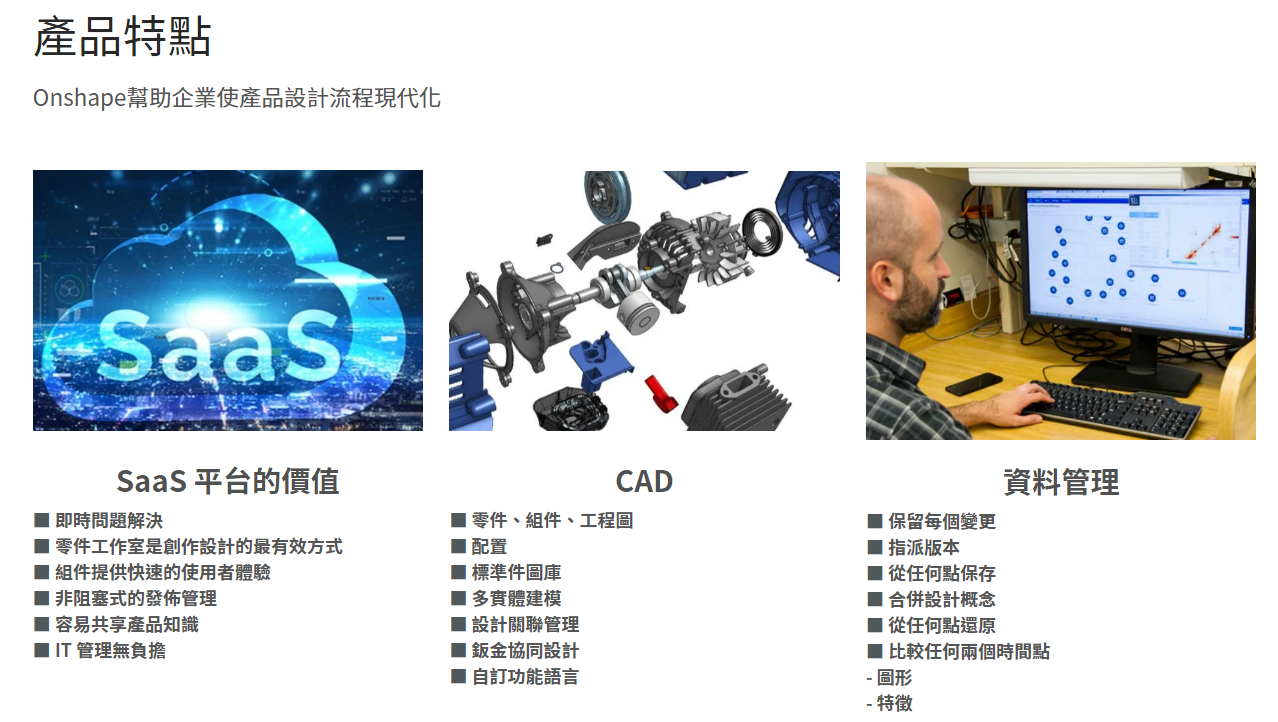 產品特點
Onshape幫助企業使產品設計流程現代化
SaaS
SaaS 平台的價值
■ 即時問題解決
■ 零件工作室是創作設計的最有效方式
■ 組件提供快速的使用者體驗
■ 非阻塞式的發佈管理
■ 容易共享產品知識
■ IT 管理無負擔
CAD
■ 零件、組件、工程圖
■ 配置
■ 標準件圖庫
■ 多實體建模
■ 設計關聯管理
■ 鈑金協同設計
■ 自訂功能語言
DELL
資料管理
■ 保留每個變更
■ 指派版本
■ 從任何點保存
■ 合併設計概念
■ 從任何點還原
■ 比較任何兩個時間點
- 圖形
- 特徵